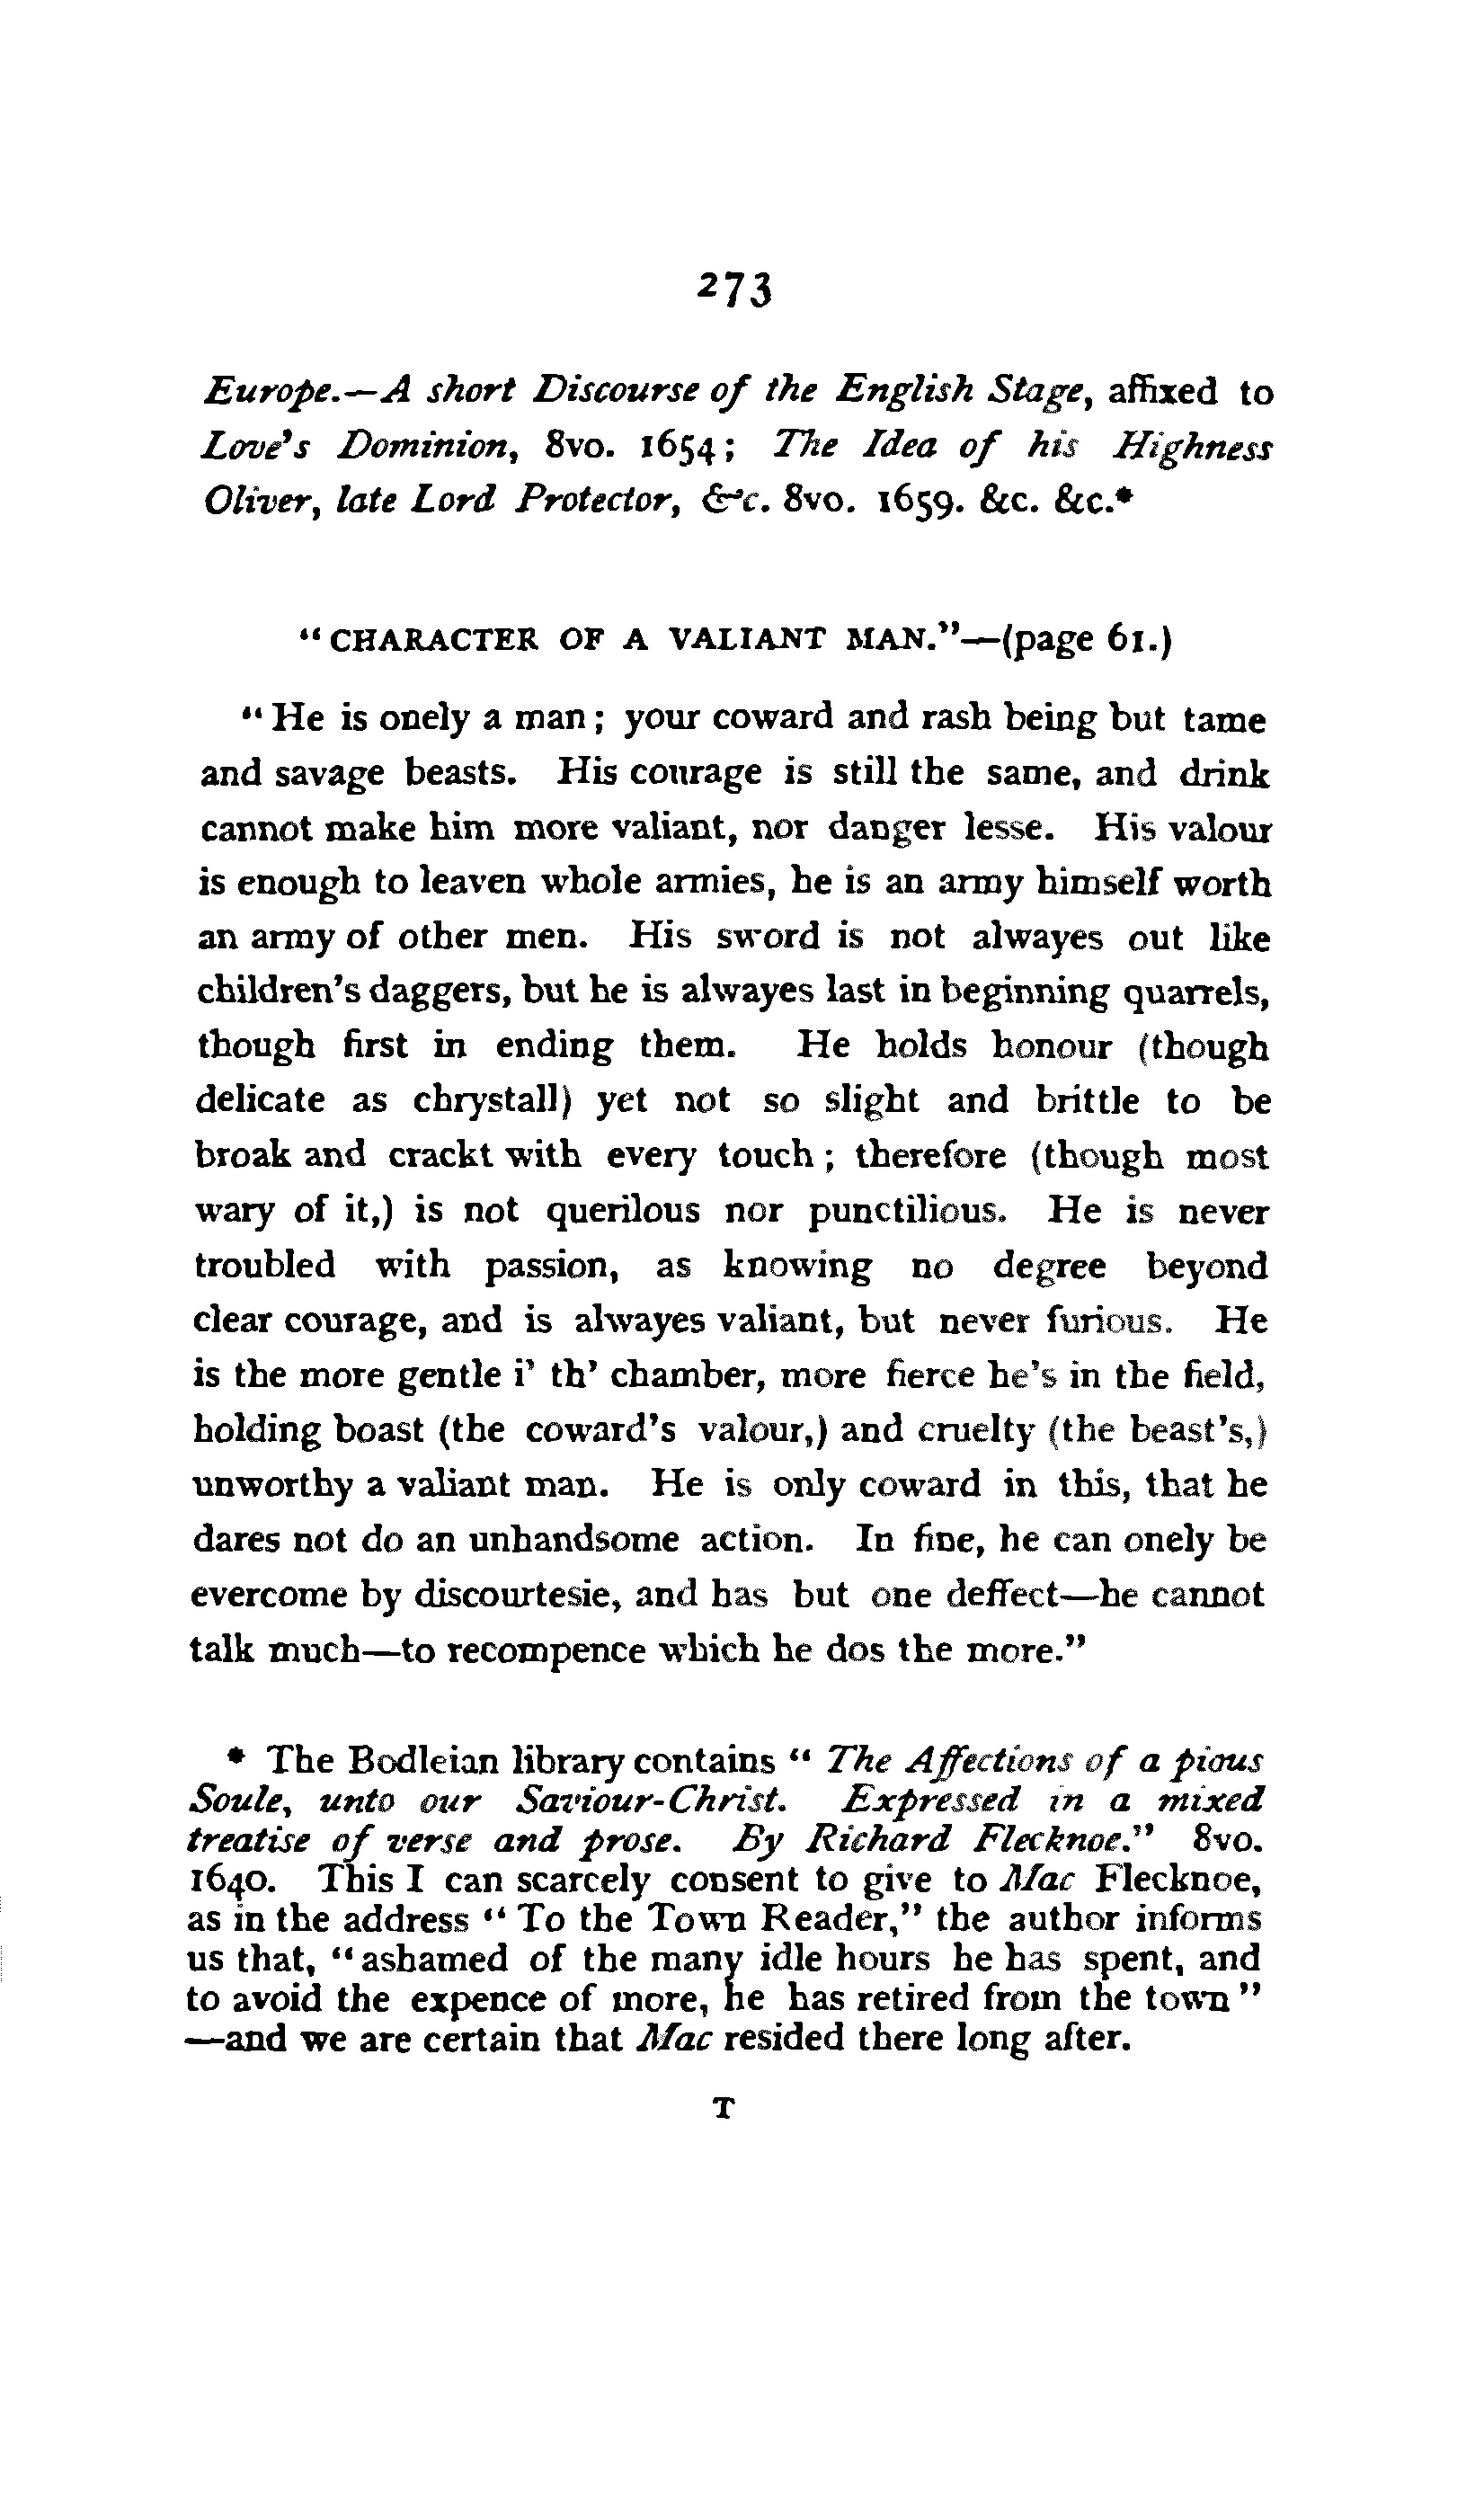 273
Europe.—A short Discourse of the English Stage, affixed to
Love's Dominion, 8vo. 1654; The Idea of his Highness
Oliver, late Lord Protector, &c. 8vo. 1659. &c. &c.*
"CHARACTER OF A VALIANT MAN."—(page 61.)
"He is onely a man; your coward and rash being but tame
and savage beasts. His courage is still the same, and drink
cannot make him more valiant, nor danger lesse. His valour
is enough to leaven whole armies, he is an army himself worth
an army of other men. His sword is not alwayes out like
children's daggers, but he is alwayes last in beginning quarrels,
though first in ending them. He holds honour (though
delicate as chrystall) yet not so slight and brittle to be
broak and crackt with every touch; therefore (though most
wary of it,) is not querilous nor punctilious. He is never
troubled with passion, as knowing no degree beyond
clear courage, and is alwayes valiant, but never furious. He
is the more gentle i' th' chamber, more fierce he's in the field,
holding boast (the coward's valour,) and cruelty (the beast's,)
unworthy a valiant man. He is only coward in this, that he
dares not do an unhandsome action. In fine, he can onely be
evercome by discourtesie, and has but one deffect—he cannot
talk much—to recompence which he dos the more."
* The Bodleian library contains "The Affections of a pious
Soule, unto our Saviour-Christ. Expressed in a mixed
treatise of verse and prose. By Richard Flecknoe." 8vo.
1640. This I can scarcely consent to give to Mac Flecknoe,
as in the address "To the Town Reader," the author informs
us that, "ashamed of the many idle hours he has spent, and
to avoid the expence of more, he has retired from the town"
—and we are certain that Mac resided there long after.
T